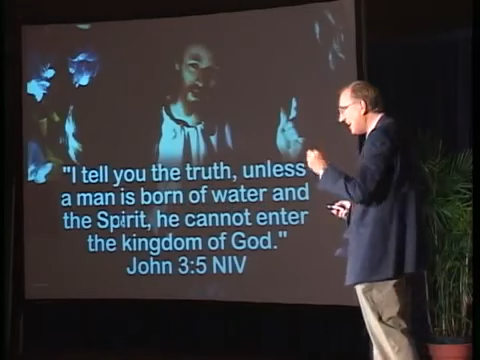 "I tell you the truth, unless
a man is born of water and
the Spirit, he cannot enter
the kingdom of God."
John 3:5 NIV